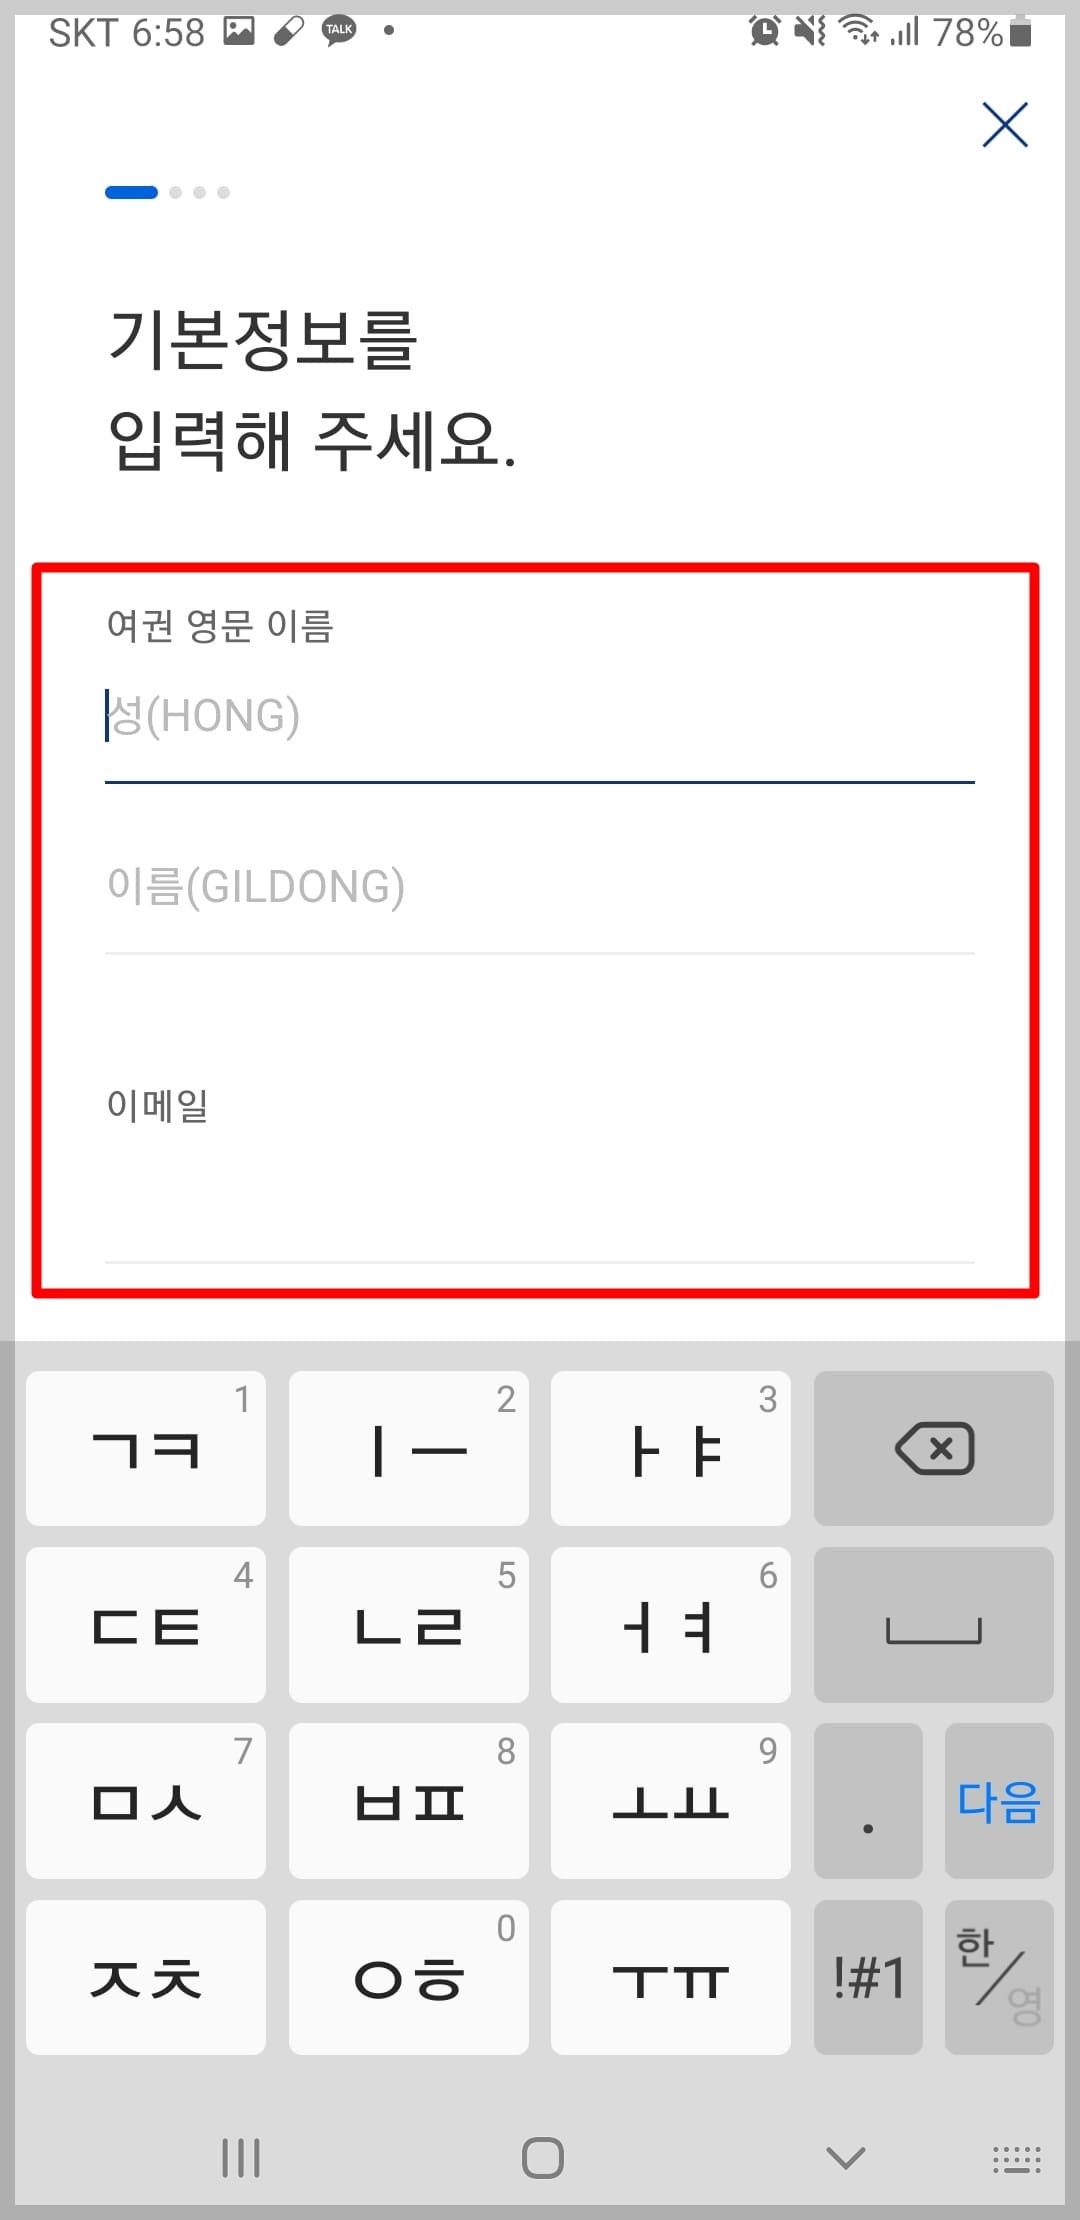 SKT 6:58 TALK 78%
기본정보를
입력해 주세요.
여권 영문 이름
성(HONG)
이름(GILDONG)
이메일
ㄱㅋ 1 ㅣㅡ 2 ㅏㅑ 3
ㄷㅌ 4 ㄴㄹ 5 ㅓㅕ 6
ㅁㅅ 7 ㅂㅍ 8 ㅗㅛ 9 . 다음
ㅈㅊ ㅇㅎ 0 ㅜㅠ !#1 한/영